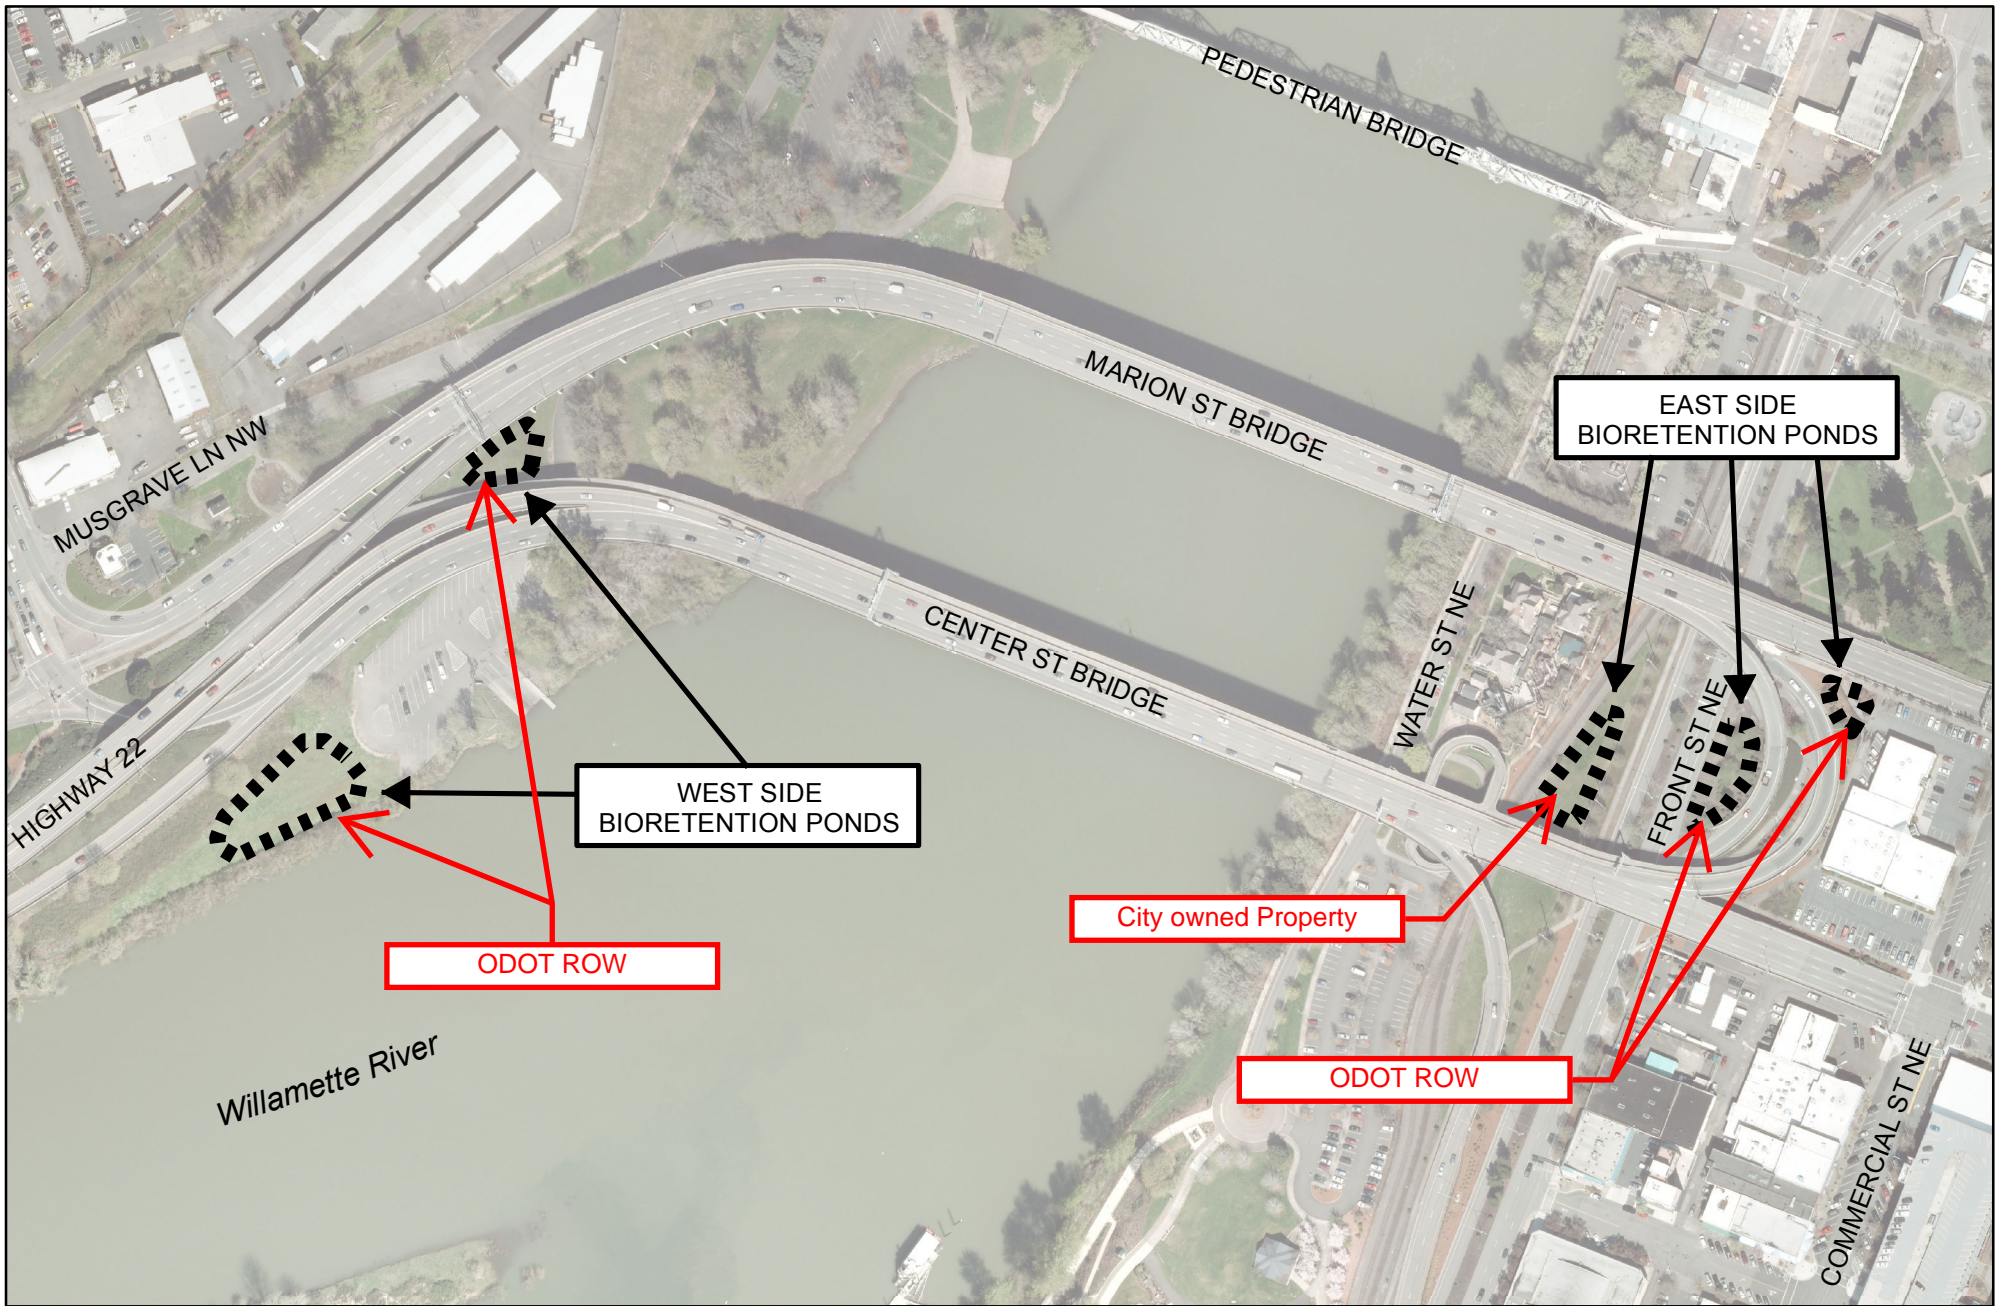 PEDESTRIAN BRIDGE
MARION ST BRIDGE
EAST SIDE
BIORETENTION PONDS
MUSGRAVE LN NW
CENTER ST BRIDGE
WATER ST NE
FRONT ST NE
HIGHWAY 22
WEST SIDE
BIORETENTION PONDS
City owned Property
ODOT ROW
Willamette River
ODOT ROW
COMMERCIAL ST NE